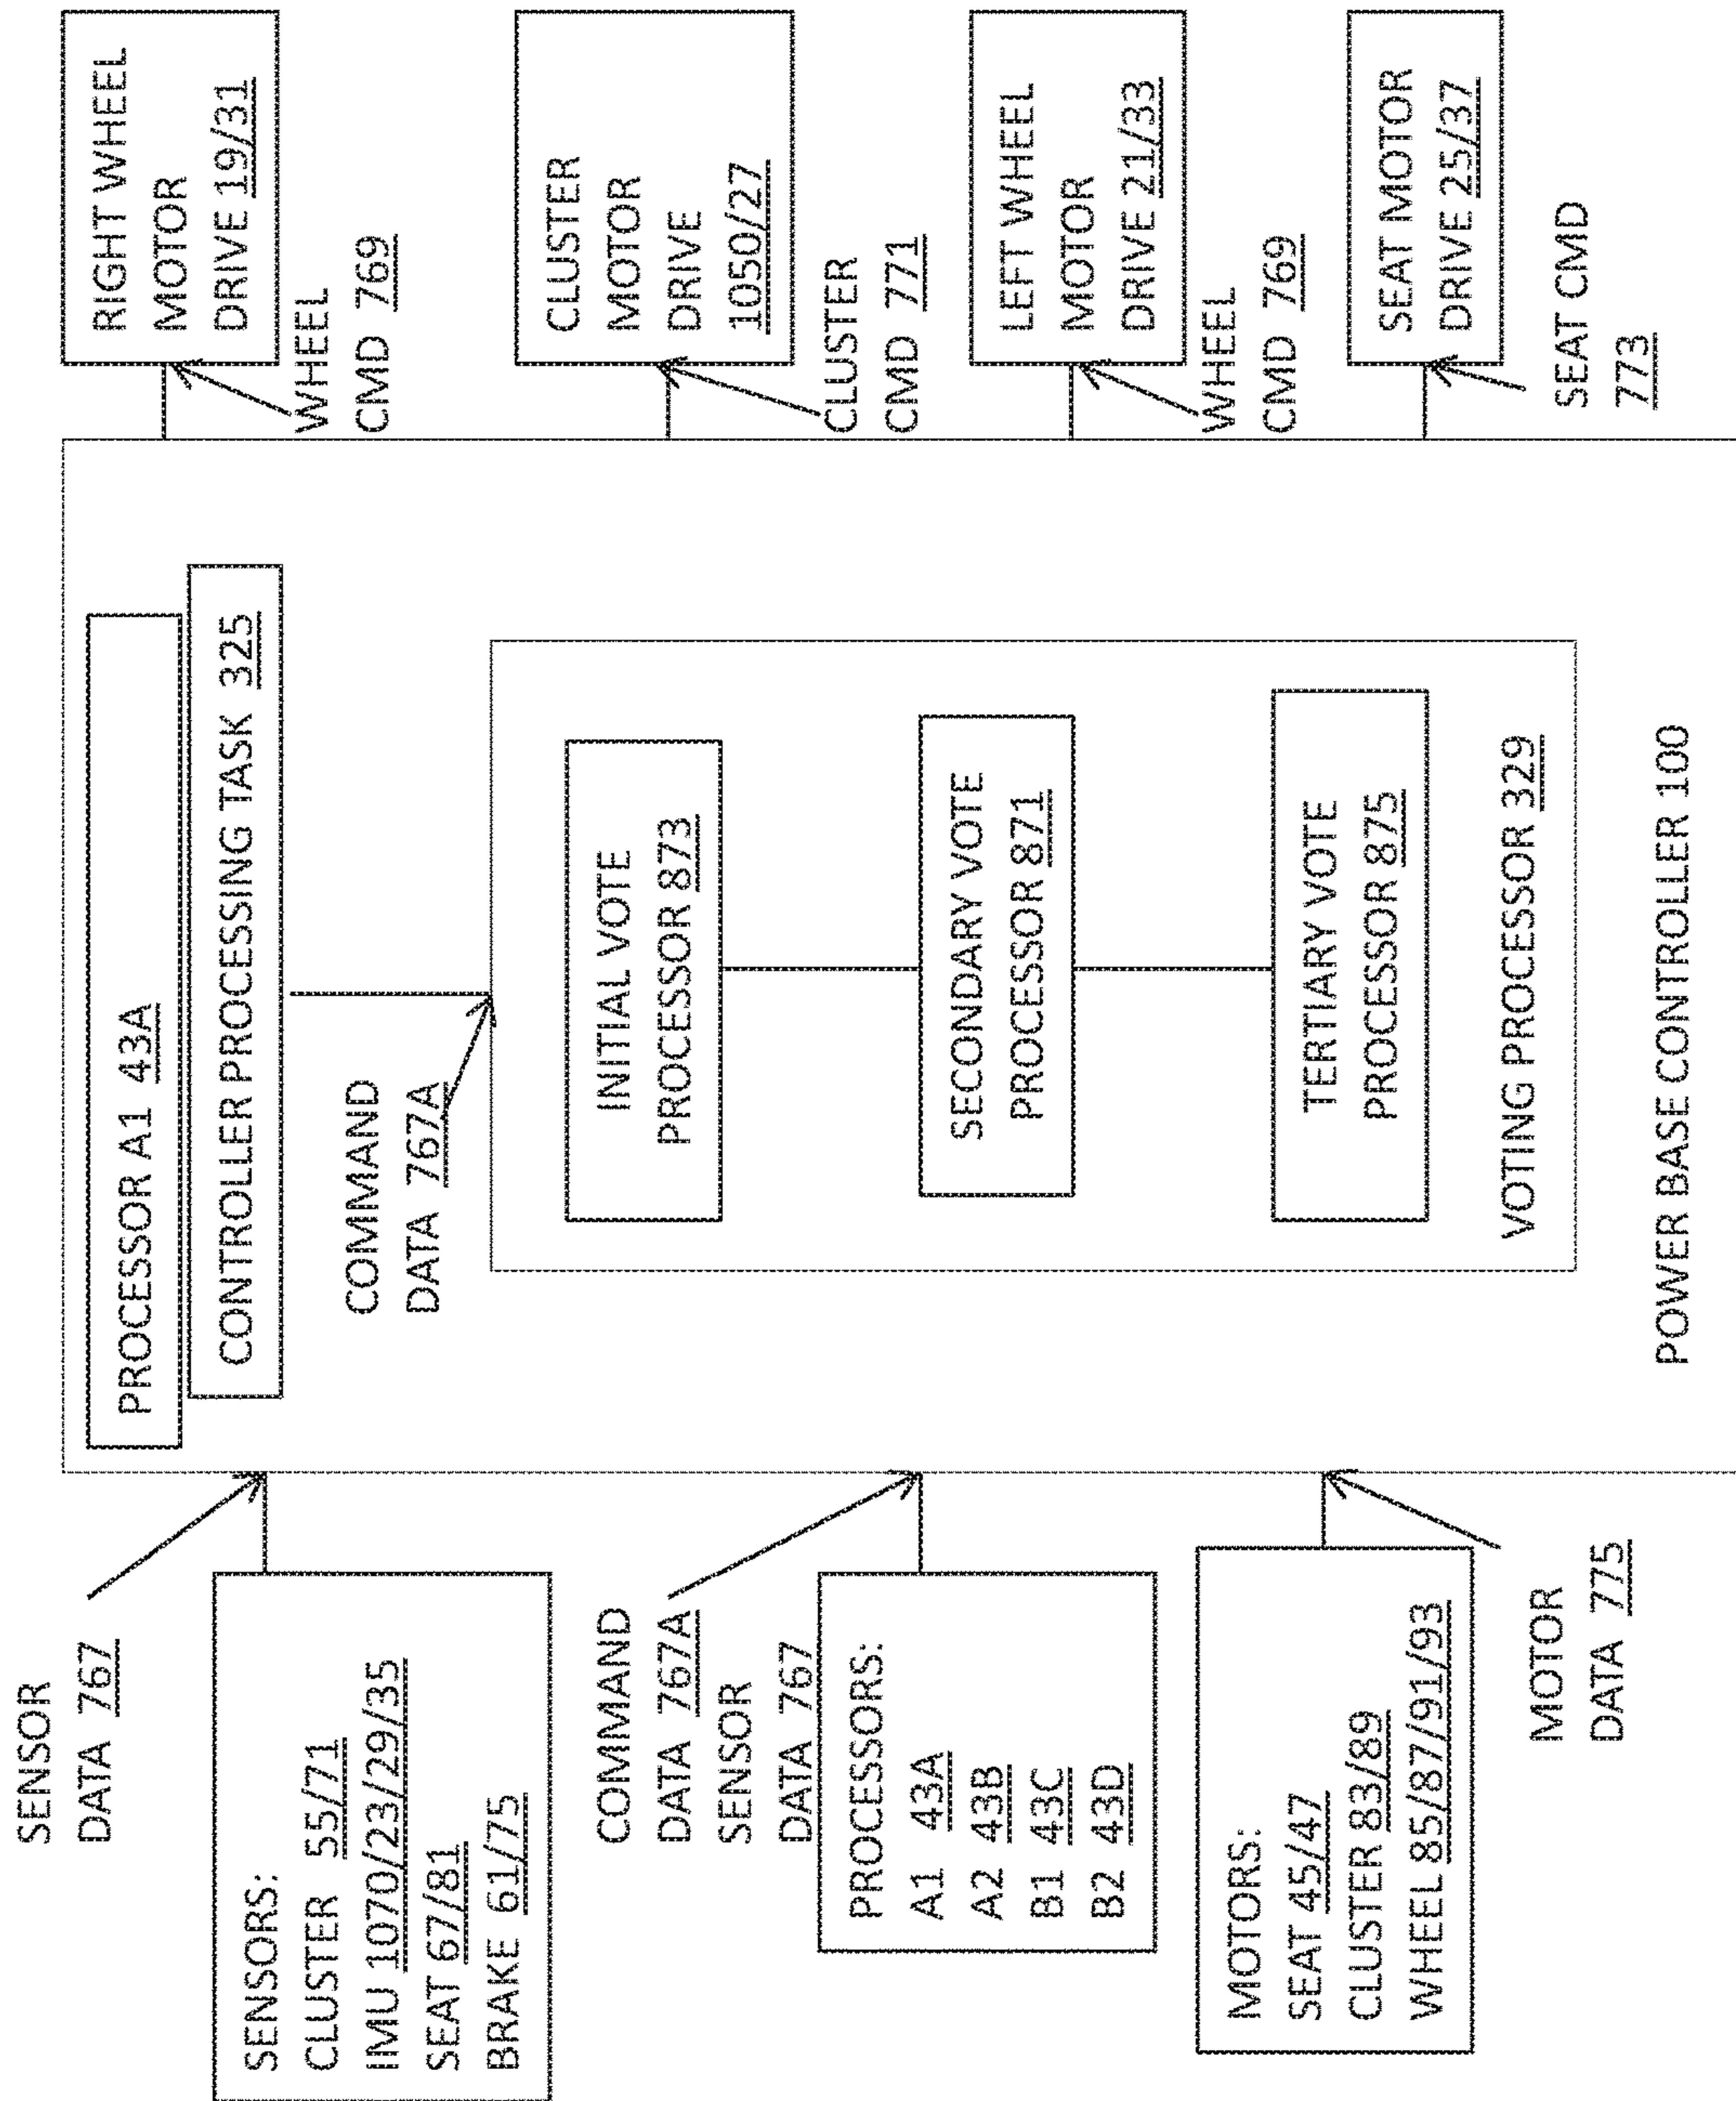 SENSOR
DATA 767
SENSORS:
CLUSTER 55/71
IMU 1070/23/29/35
SEAT 67/81
BRAKE 61/75
COMMAND
DATA 767A
SENSOR
DATA 767
PROCESSORS:
A1 43A
A2 43B
B1 43C
B2 43D
MOTORS:
SEAT 45/47
CLUSTER 83/89
WHEEL 85/87/91/93
MOTOR
DATA 775
PROCESSOR A1 43A
CONTROLLER PROCESSING TASK 325
COMMAND
DATA 767A
INITIAL VOTE
PROCESSOR 873
SECONDARY VOTE
PROCESSOR 871
TERTIARY VOTE
PROCESSOR 875
VOTING PROCESSOR 329
POWER BASE CONTROLLER 100
RIGHT WHEEL
MOTOR
DRIVE 19/31
WHEEL
CMD 769
CLUSTER
MOTOR
DRIVE
1050/27
CLUSTER
CMD 771
LEFT WHEEL
MOTOR
DRIVE 21/33
WHEEL
CMD 769
SEAT MOTOR
DRIVE 25/37
SEAT CMD
773